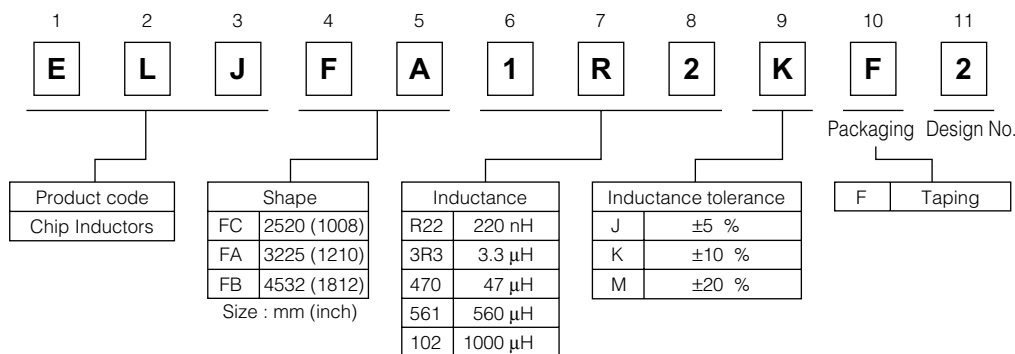 1 2 3 4 5 6 7 8 9 10 11
E L J F A 1 R 2 K F 2
Packaging Design No.
Product code
Chip Inductors
Shape
FC 2520 (1008)
FA 3225 (1210)
FB 4532 (1812)
Size : mm (inch)
Inductance
R22 220 nH
3R3 3.3 µH
470 47 µH
561 560 µH
102 1000 µH
Inductance tolerance
J ±5 %
K ±10 %
M ±20 %
F Taping